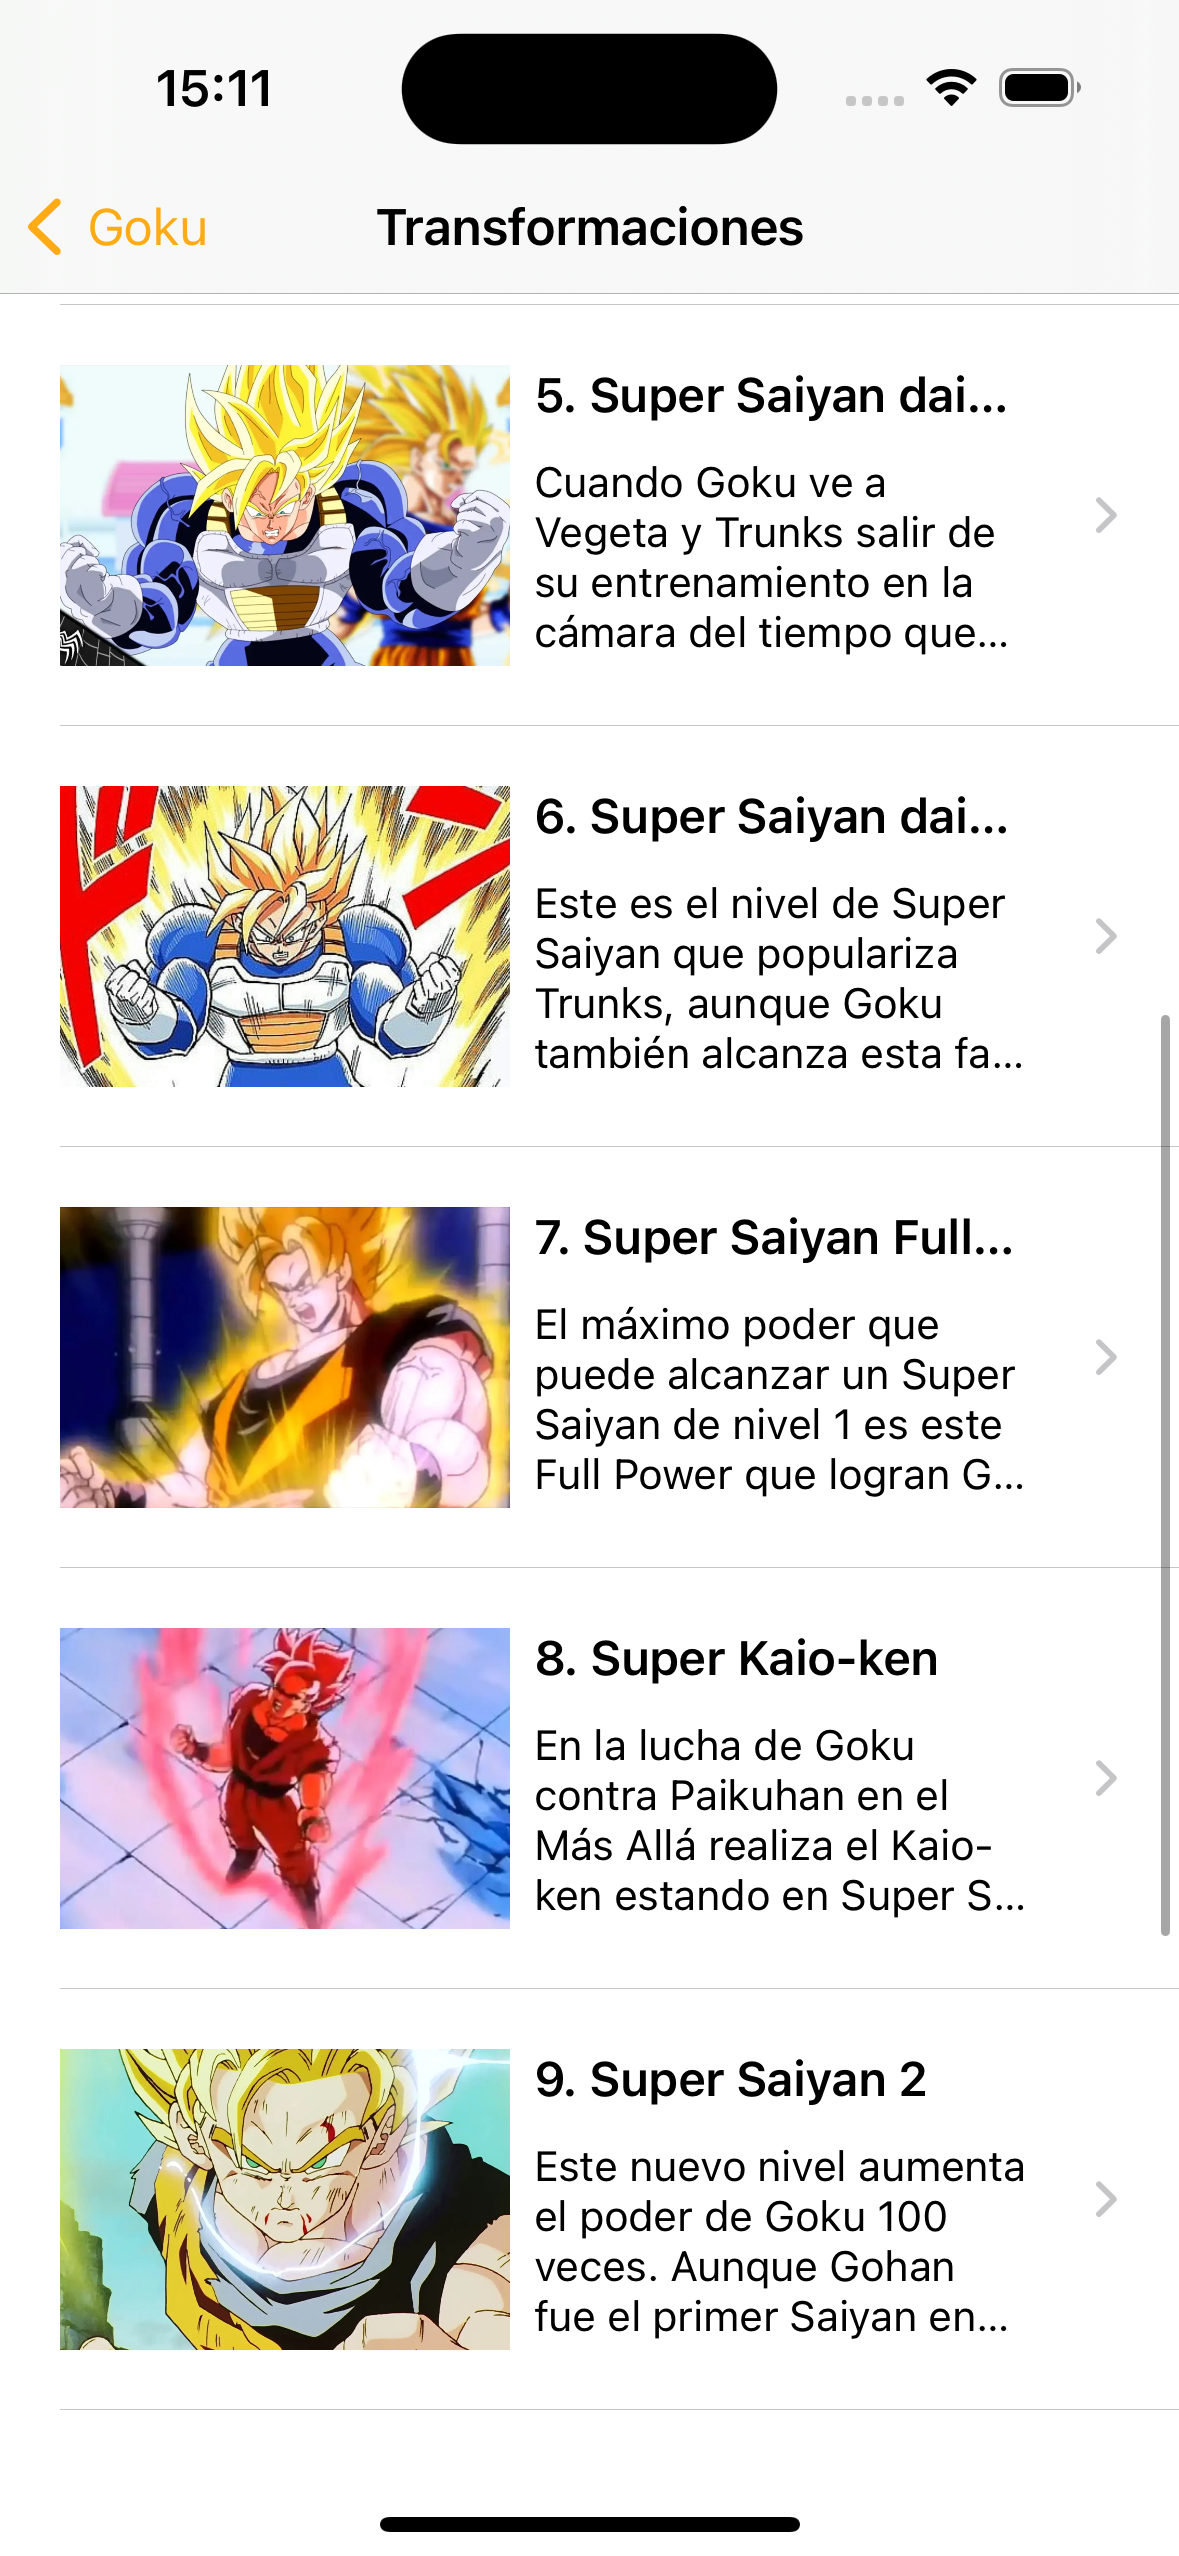 15:11
Goku
Transformaciones
5. Super Saiyan dai...
Cuando Goku ve a
Vegeta y Trunks salir de
su entrenamiento en la
cámara del tiempo que...
6. Super Saiyan dai...
Este es el nivel de Super
Saiyan que populariza
Trunks, aunque Goku
también alcanza esta fa...
7. Super Saiyan Full...
El máximo poder que
puede alcanzar un Super
Saiyan de nivel 1 es este
Full Power que logran G...
8. Super Kaio-ken
En la lucha de Goku
contra Paikuhan en el
Más Allá realiza el Kaio-
ken estando en Super S...
9. Super Saiyan 2
Este nuevo nivel aumenta
el poder de Goku 100
veces. Aunque Gohan
fue el primer Saiyan en...